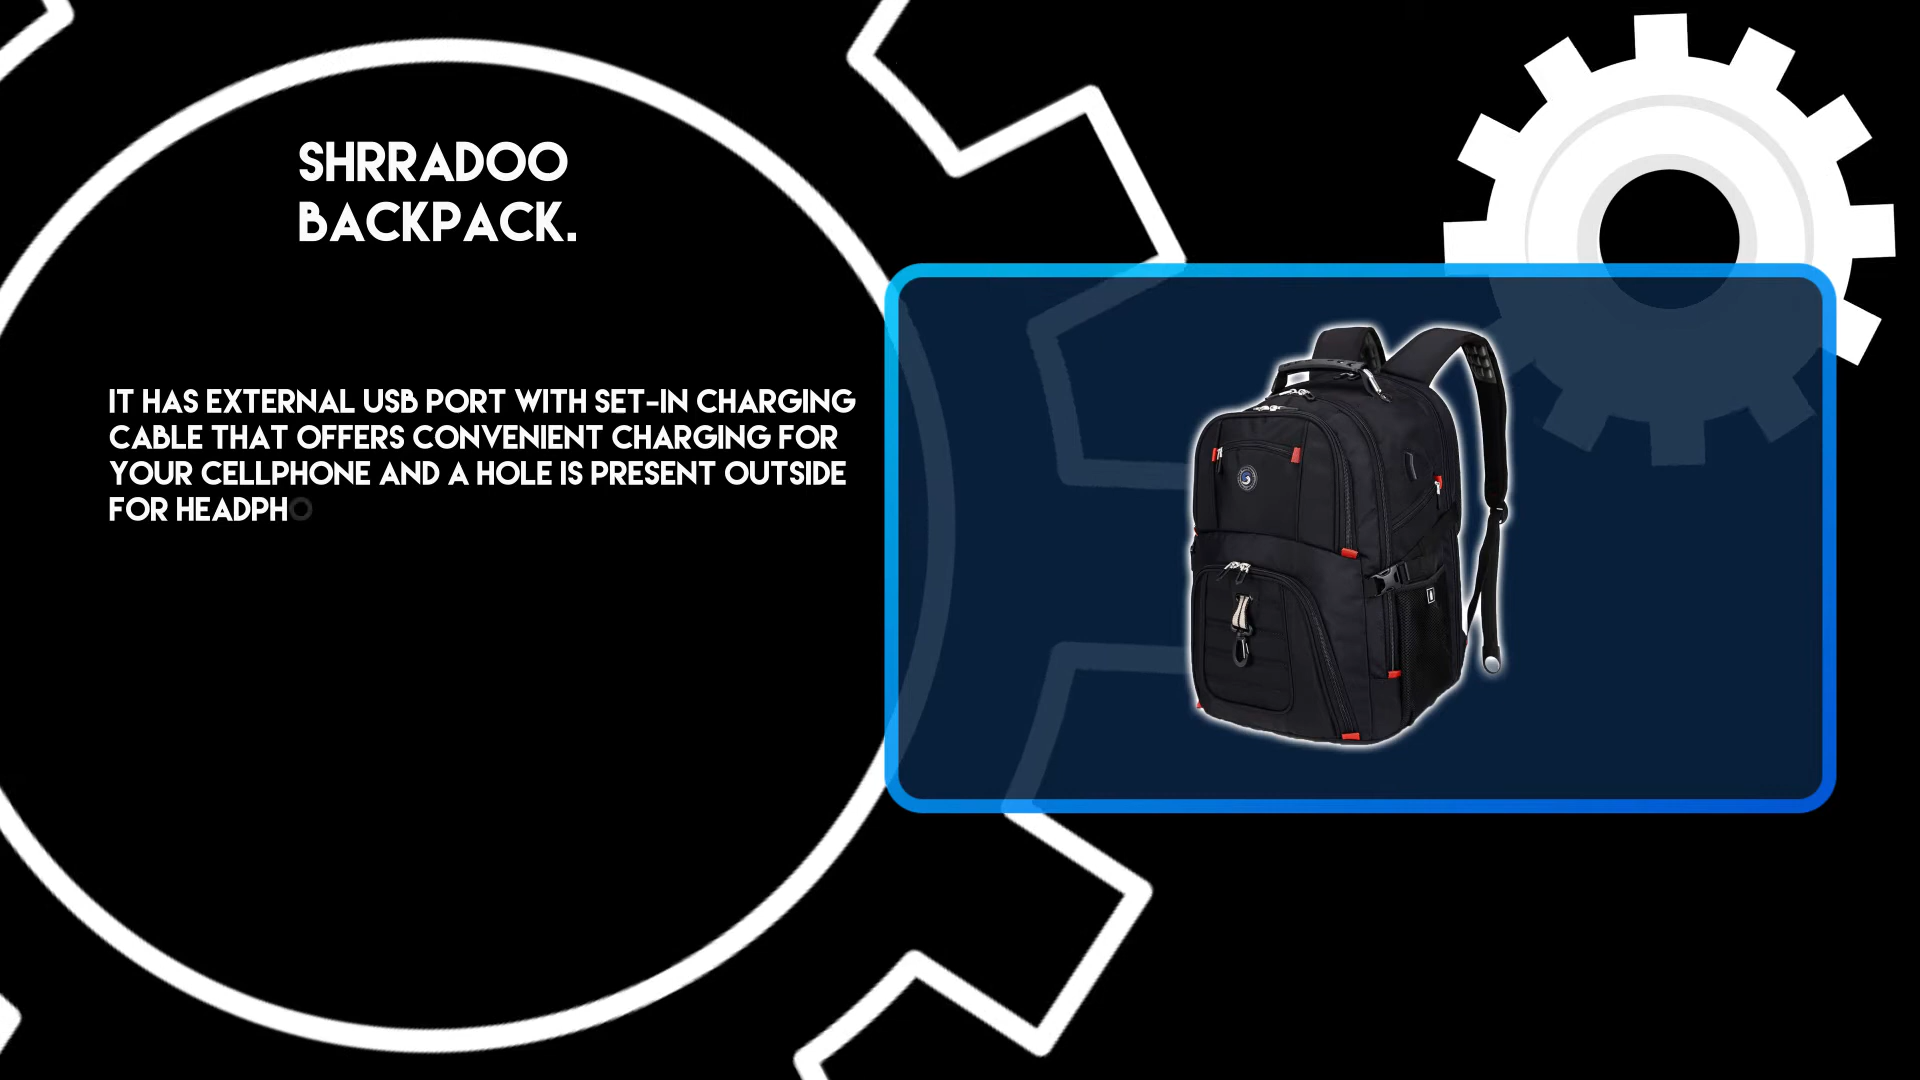 SHRRADOO
BACKPACK.
IT HAS EXTERNAL USB PORT WITH SET-IN CHARGING
CABLE THAT OFFERS CONVENIENT CHARGING FOR
YOUR CELLPHONE AND A HOLE IS PRESENT OUTSIDE
FOR HEADPHO